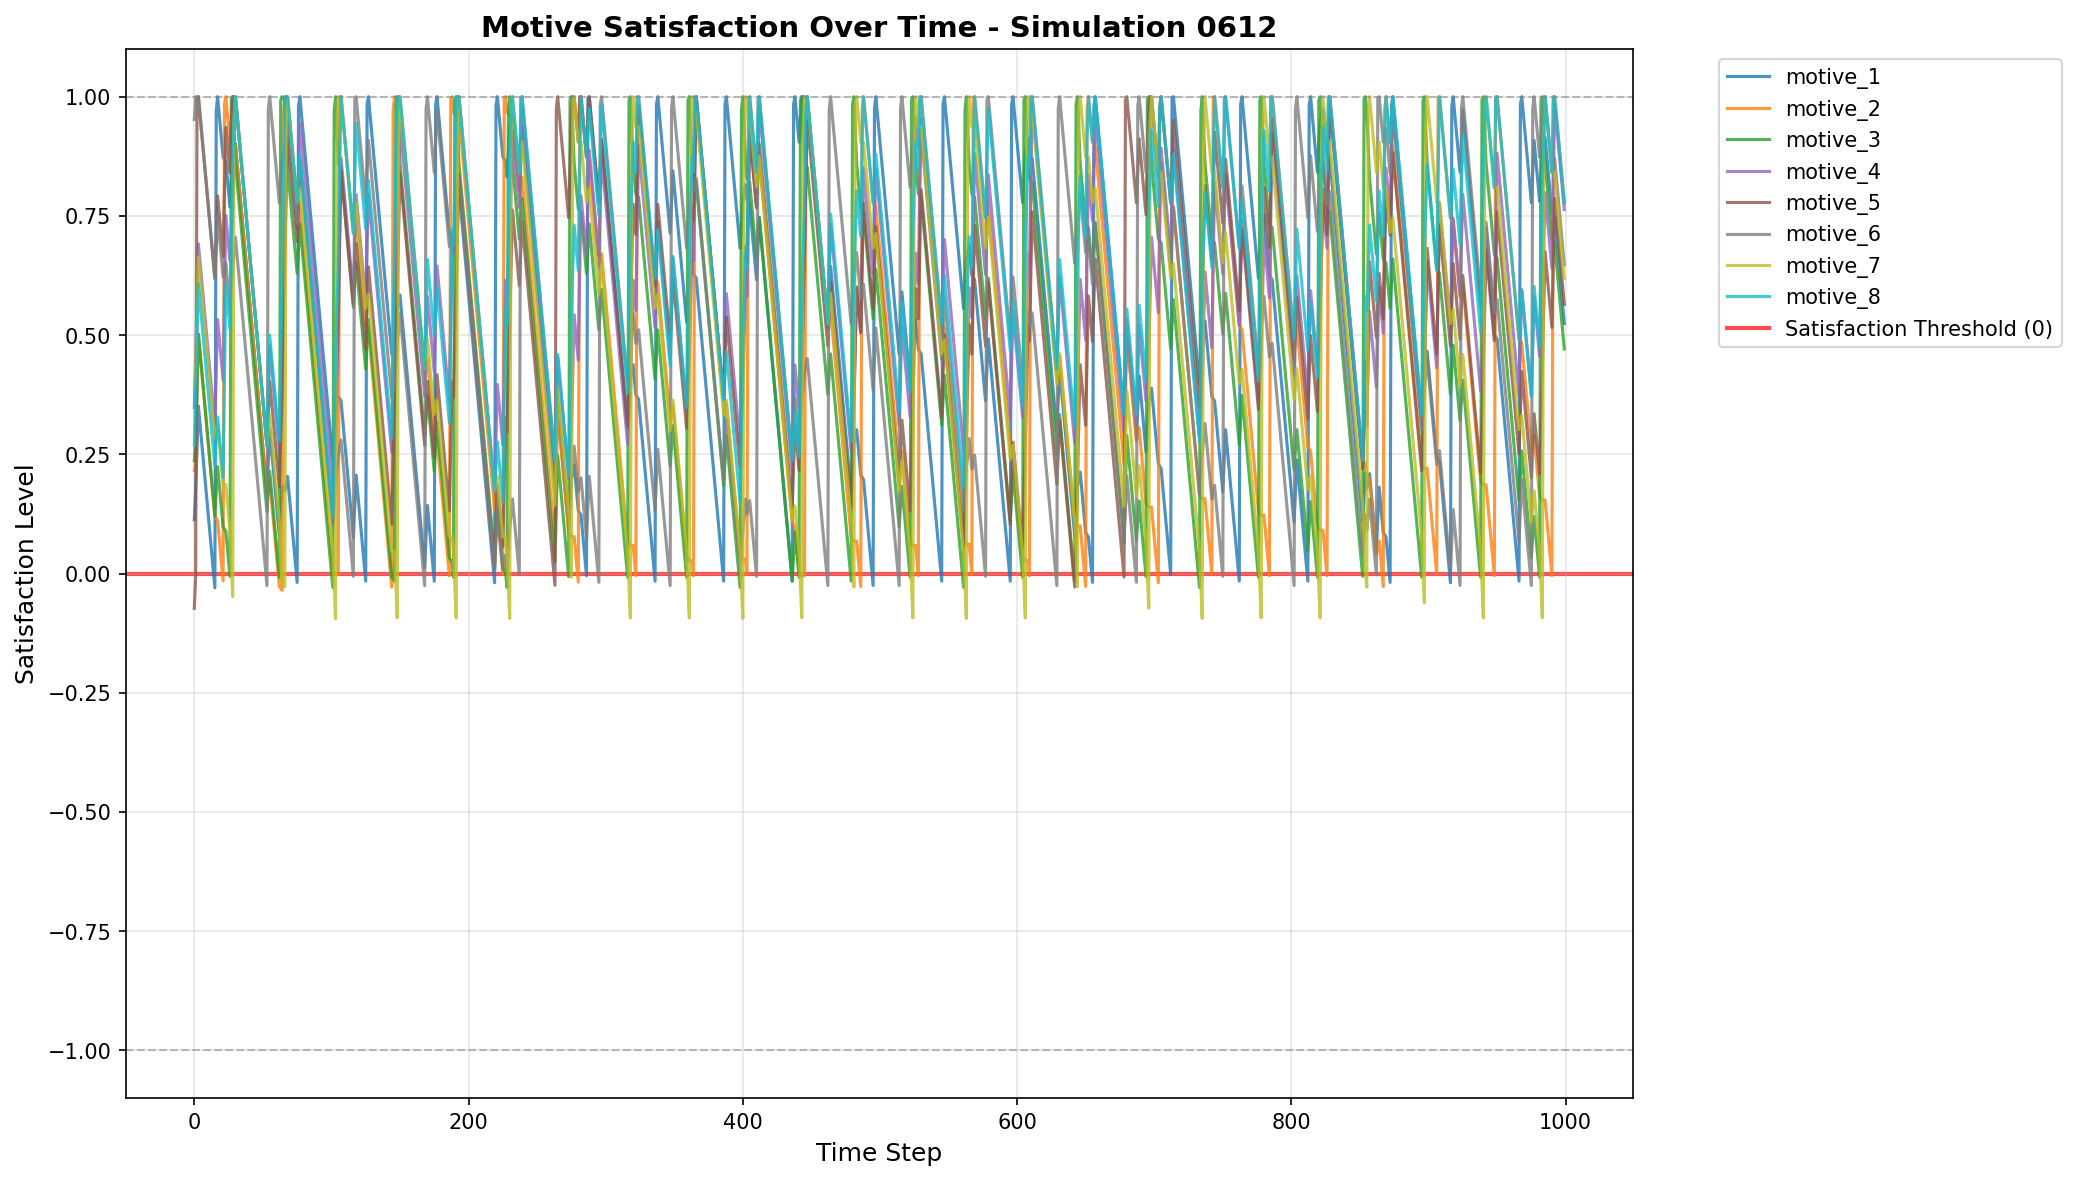 Motive Satisfaction Over Time - Simulation 0612
1.00
0.75
0.50
0.25
0.00
−0.25
−0.50
−0.75
−1.00
Satisfaction Level
0
200
400
600
800
1000
Time Step
motive_1
motive_2
motive_3
motive_4
motive_5
motive_6
motive_7
motive_8
Satisfaction Threshold (0)